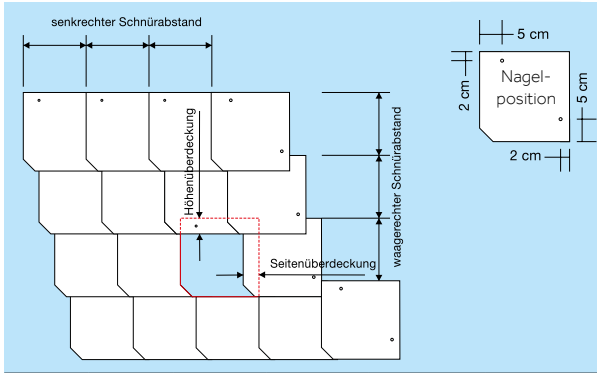 senkrechter Schnürabstand
5 cm
2 cm
Nagel-
position
5 cm
2 cm
Höhenüberdeckung
waagerechter Schnürabstand
Seitenüberdeckung